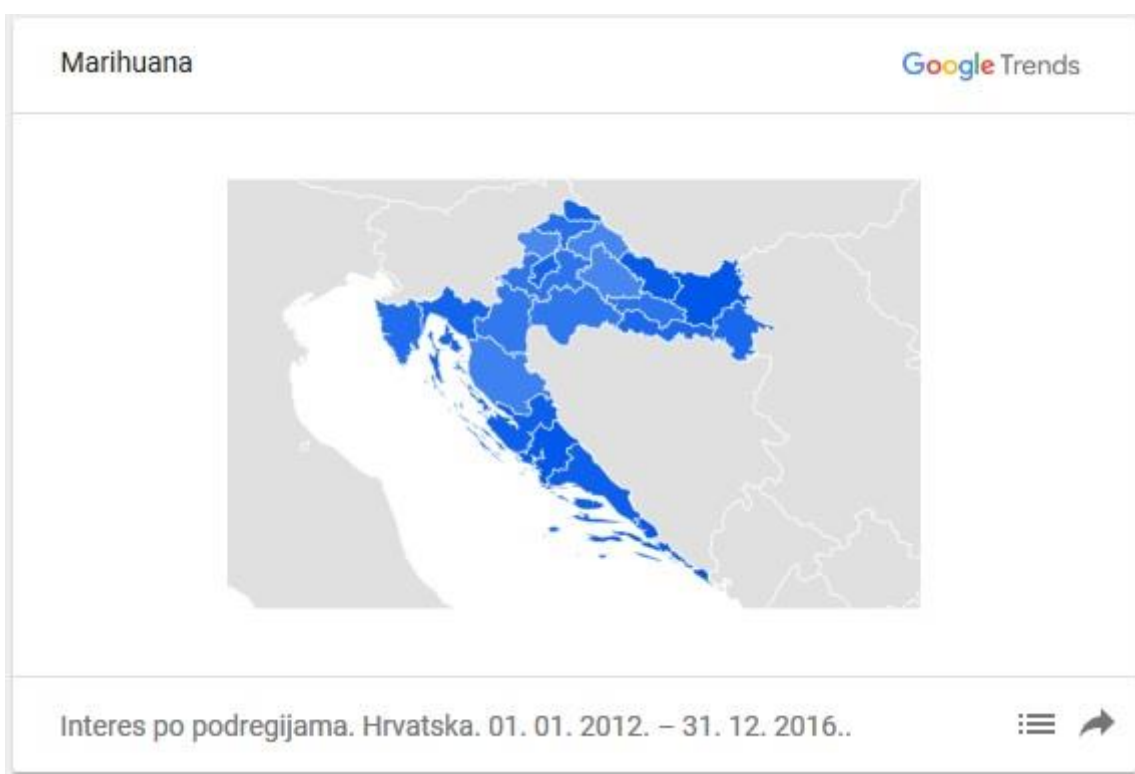 Marihuana
Google Trends
Interes po podregijama. Hrvatska. 01. 01. 2012. – 31. 12. 2016..